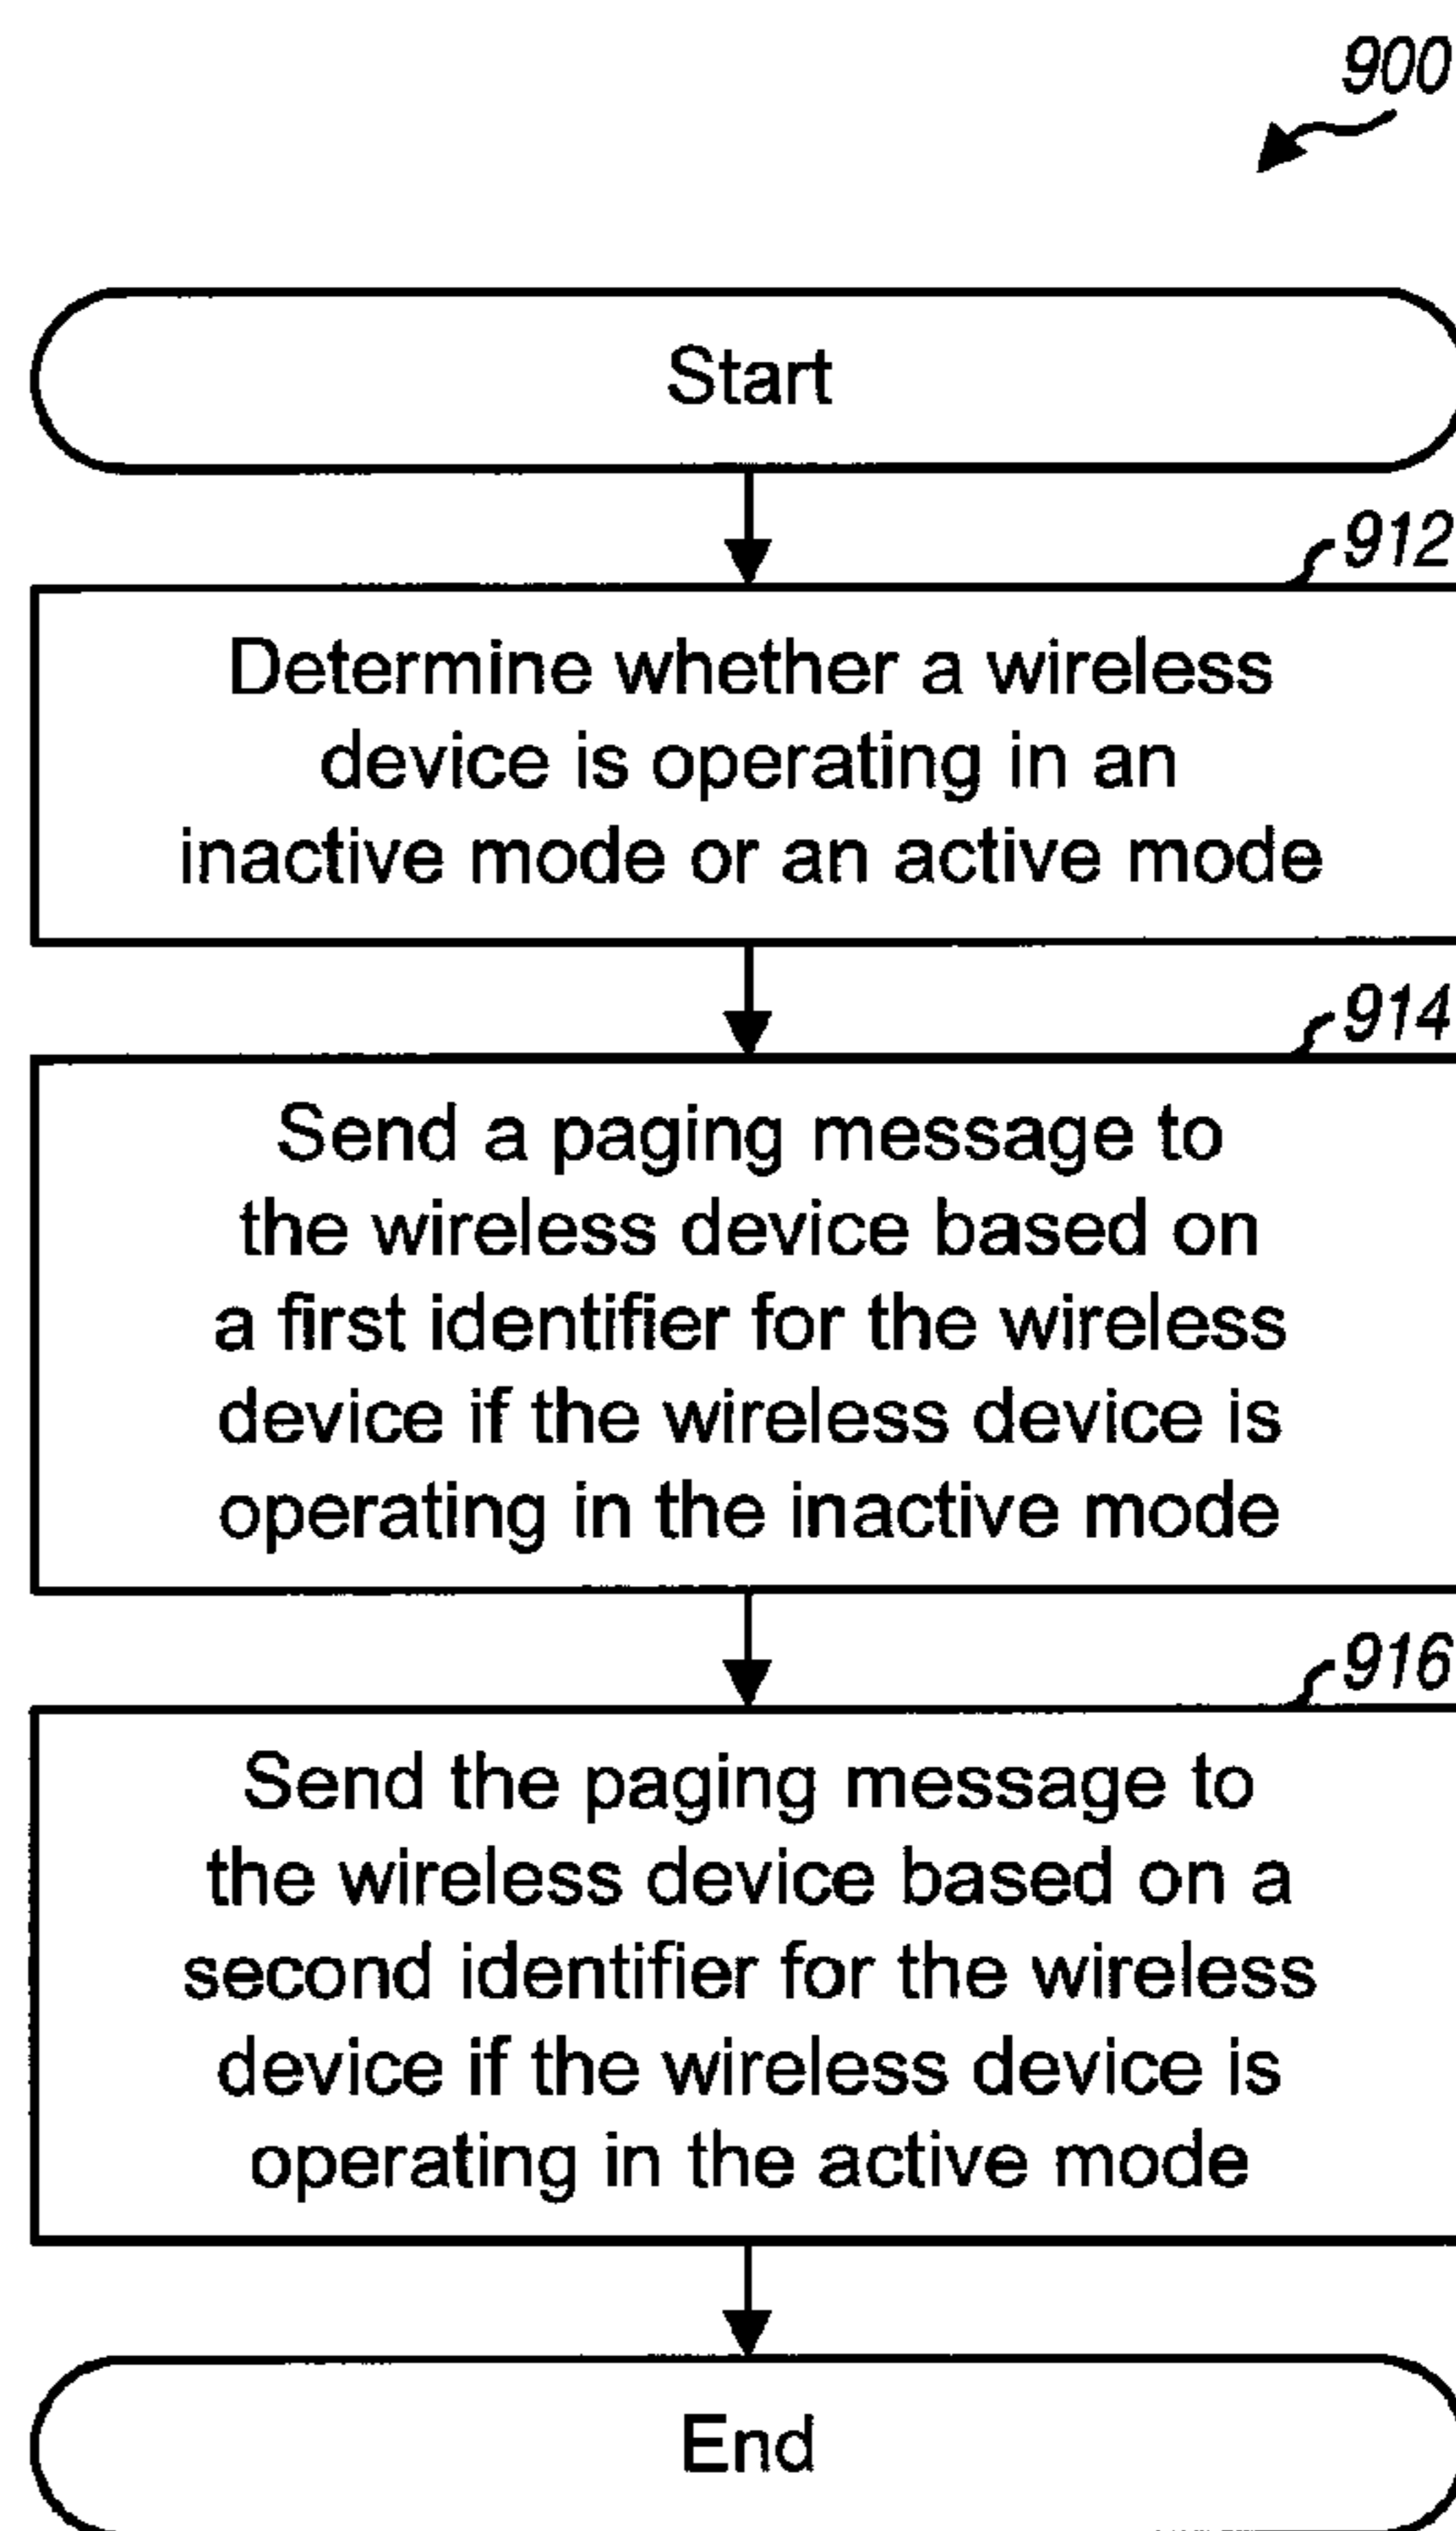 900
Start
912
Determine whether a wireless
device is operating in an
inactive mode or an active mode
914
Send a paging message to
the wireless device based on
a first identifier for the wireless
device if the wireless device is
operating in the inactive mode
916
Send the paging message to
the wireless device based on a
second identifier for the wireless
device if the wireless device is
operating in the active mode
End